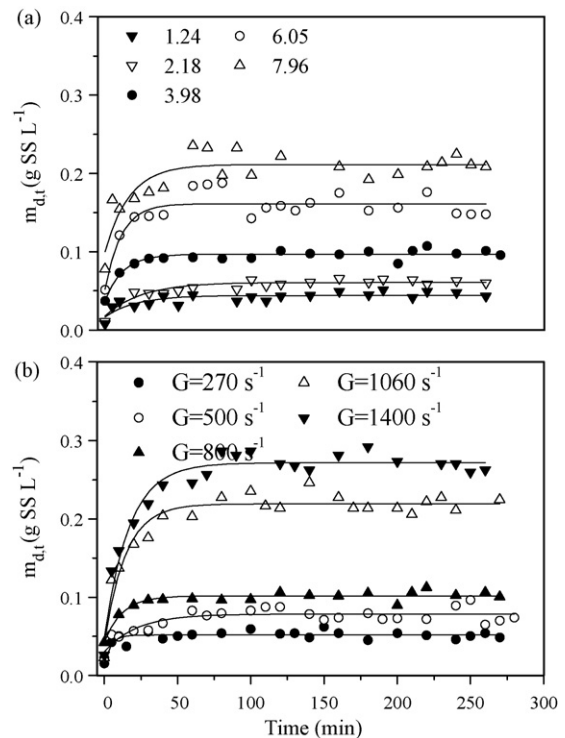 (a)
0.4
▼ 1.24 ○ 6.05
▽ 2.18 △ 7.96
● 3.98
0.3
0.2
0.1
0.0
m_{d,t} (g SS L^{-1})
(b)
0.4
● G=270 s^{-1} △ G=1060 s^{-1}
○ G=500 s^{-1} ▼ G=1400 s^{-1}
▲ G=800 s^{-1}
0.3
0.2
0.1
0.0
m_{d,t} (g SS L^{-1})
0 50 100 150 200 250 300
Time (min)